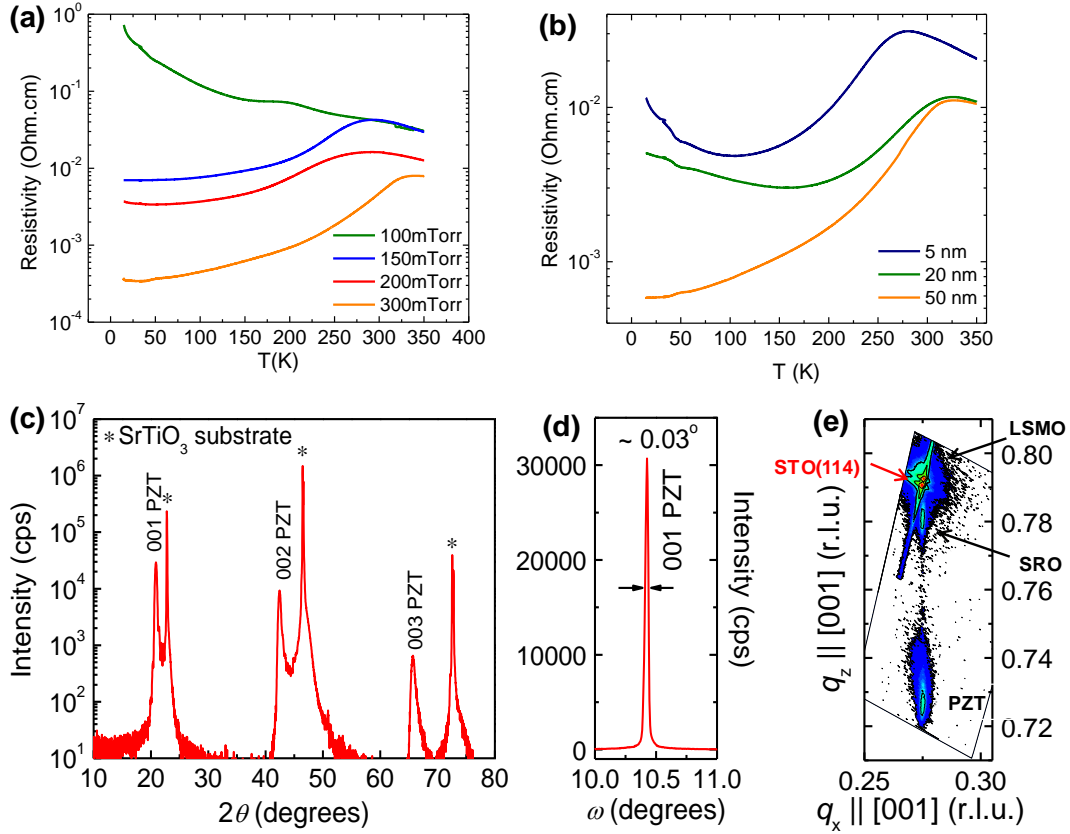 (a)
10^0
10^-1
10^-2
10^-3
10^-4
Resistivity (Ohm.cm)
100mTorr
150mTorr
200mTorr
300mTorr
0 50 100 150 200 250 300 350 400
T(K)
(b)
10^-2
10^-3
Resistivity (Ohm.cm)
5 nm
20 nm
50 nm
0 50 100 150 200 250 300 350
T (K)
(c)
10^7
10^6
10^5
10^4
10^3
10^2
10^1
Intensity (cps)
* SrTiO₃ substrate
001 PZT
*
002 PZT
*
003 PZT
*
10 20 30 40 50 60 70 80
2θ (degrees)
(d)
~ 0.03°
30000
20000
10000
0
001 PZT
Intensity (cps)
10.0 10.5 11.0
ω (degrees)
(e)
LSMO
STO(114)
SRO
PZT
0.80
0.78
0.76
0.74
0.72
q_z || [001] (r.l.u.)
0.25 0.30
q_x || [001] (r.l.u.)